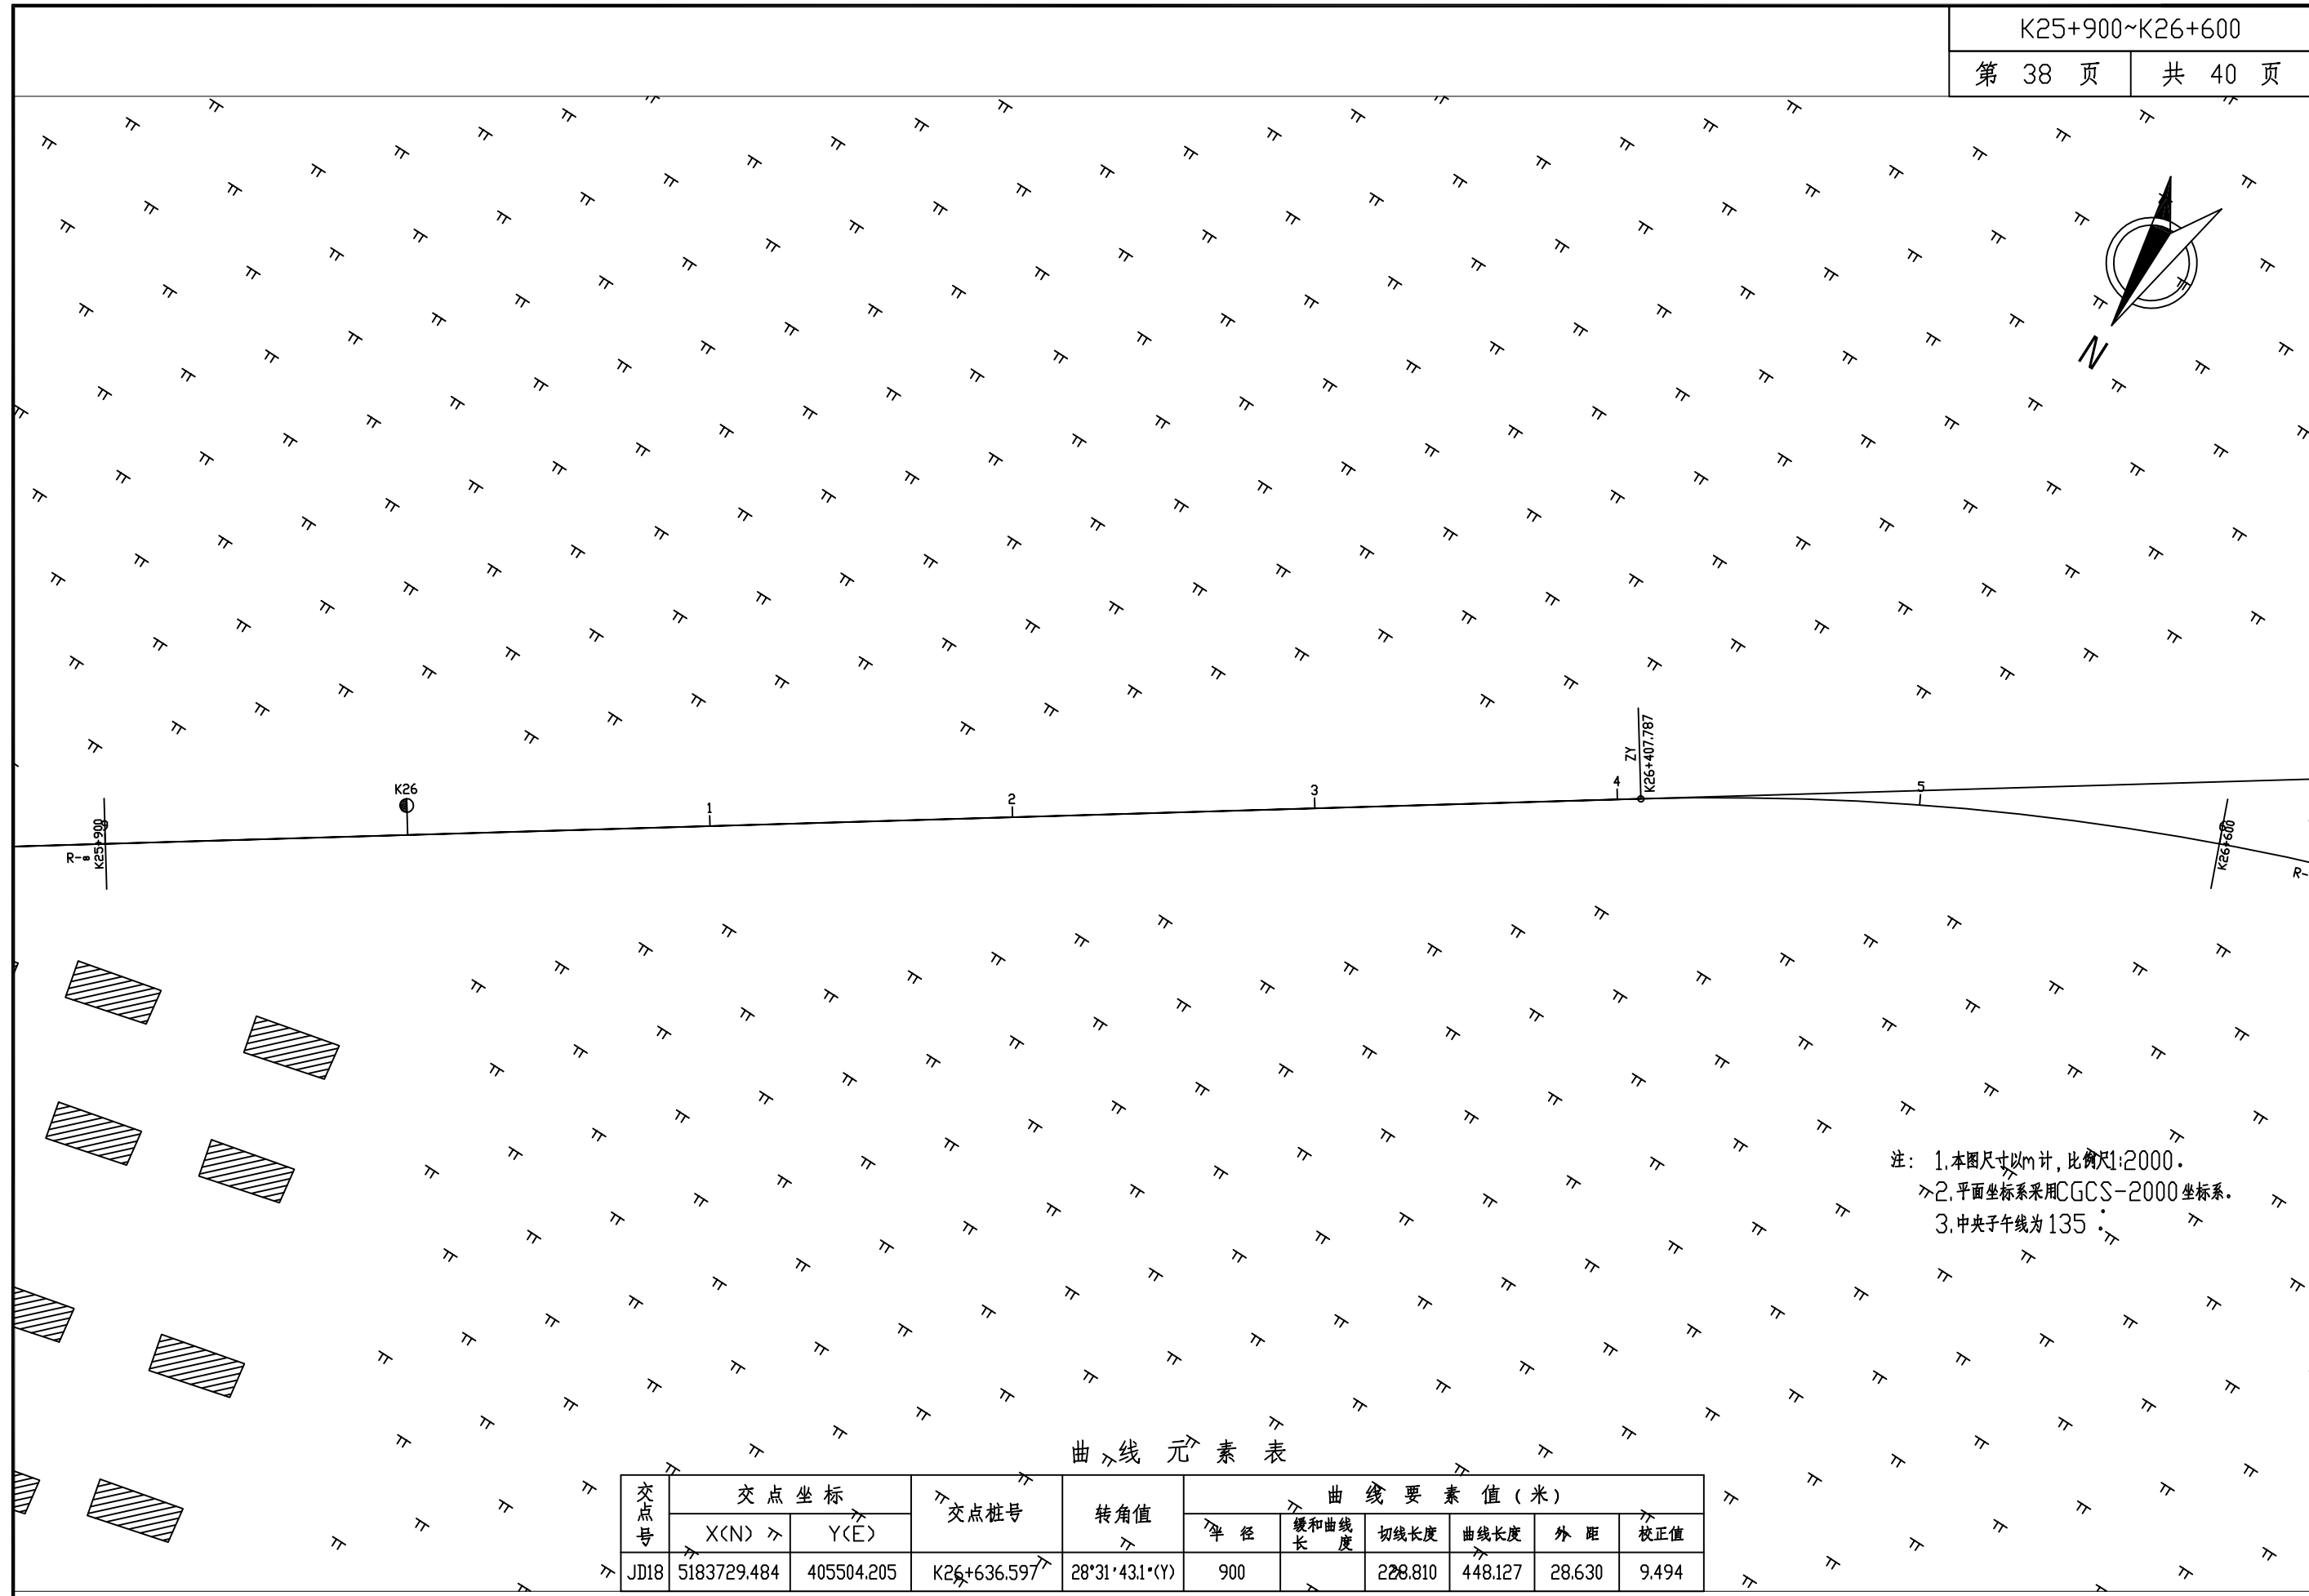 K25+900~K26+600
第 38 页 共 40 页
N
K26
1
2
3
4
ZY
K26+407.787
5
K25+900
R-∞
K26+600
R-
注: 1.本图尺寸以m计,比例尺1:2000.
2.平面坐标系采用CGCS-2000坐标系.
3.中央子午线为135°.
曲线元素表
交点号 交点坐标 交点桩号 转角值 曲线要素值(米)
X(N) Y(E) 半径 缓和曲线长度 切线长度 曲线长度 外距 校正值
JD18 5183729.484 405504.205 K26+636.597 28°31'43.1"(Y) 900 228.810 448.127 28.630 9.494